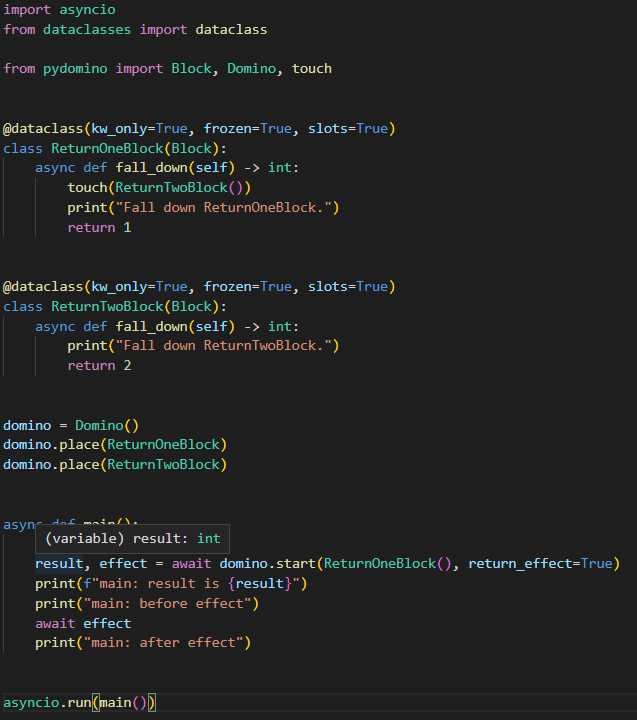 import asyncio
from dataclasses import dataclass
from pydomino import Block, Domino, touch
@dataclass(kw_only=True, frozen=True, slots=True)
class ReturnOneBlock(Block):
    async def fall_down(self) -> int:
        touch(ReturnTwoBlock())
        print("Fall down ReturnOneBlock.")
        return 1
@dataclass(kw_only=True, frozen=True, slots=True)
class ReturnTwoBlock(Block):
    async def fall_down(self) -> int:
        print("Fall down ReturnTwoBlock.")
        return 2
domino = Domino()
domino.place(ReturnOneBlock)
domino.place(ReturnTwoBlock)
async def main():
(variable) result: int
    result, effect = await domino.start(ReturnOneBlock(), return_effect=True)
    print(f"main: result is {result}")
    print("main: before effect")
    await effect
    print("main: after effect")
asyncio.run(main())